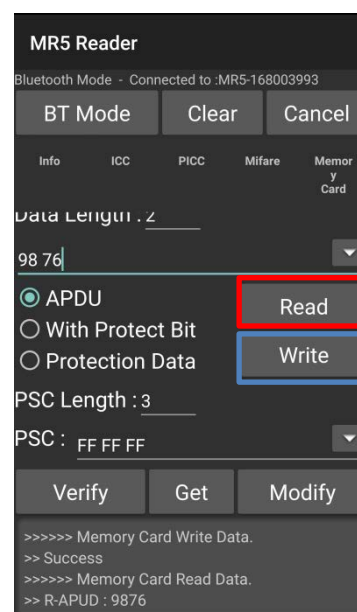 MR5 Reader
Bluetooth Mode - Connected to :MR5-168003993
BT Mode Clear Cancel
Info ICC PICC Mifare Memor
y
Card
Data Length : 2
98 76
APDU
Read
With Protect Bit
Protection Data
Write
PSC Length : 3
PSC : FF FF FF
Verify Get Modify
>>>>>> Memory Card Write Data.
>> Success
>>>>>> Memory Card Read Data.
>> R-APUD : 9876